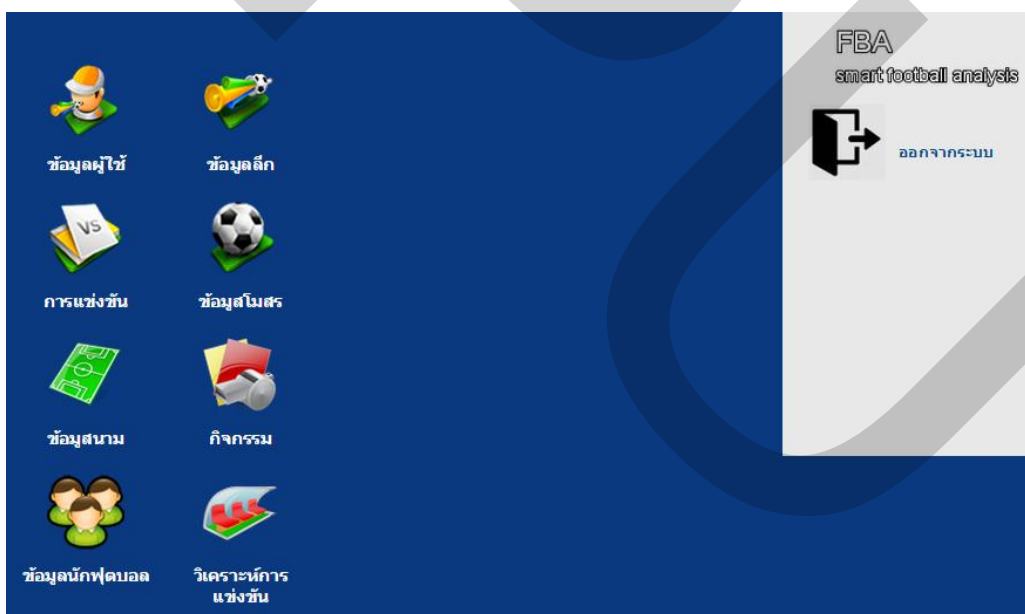 FBA
smart football analysis
ออกจากระบบ
ข้อมูลผู้ใช้
ข้อมูลลีก
VS
การแข่งขัน
ข้อมูลสโมสร
ข้อมูสนาม
กิจกรรม
ข้อมูลนักฟุตบอล
วิเคราะห์การ
แข่งขัน